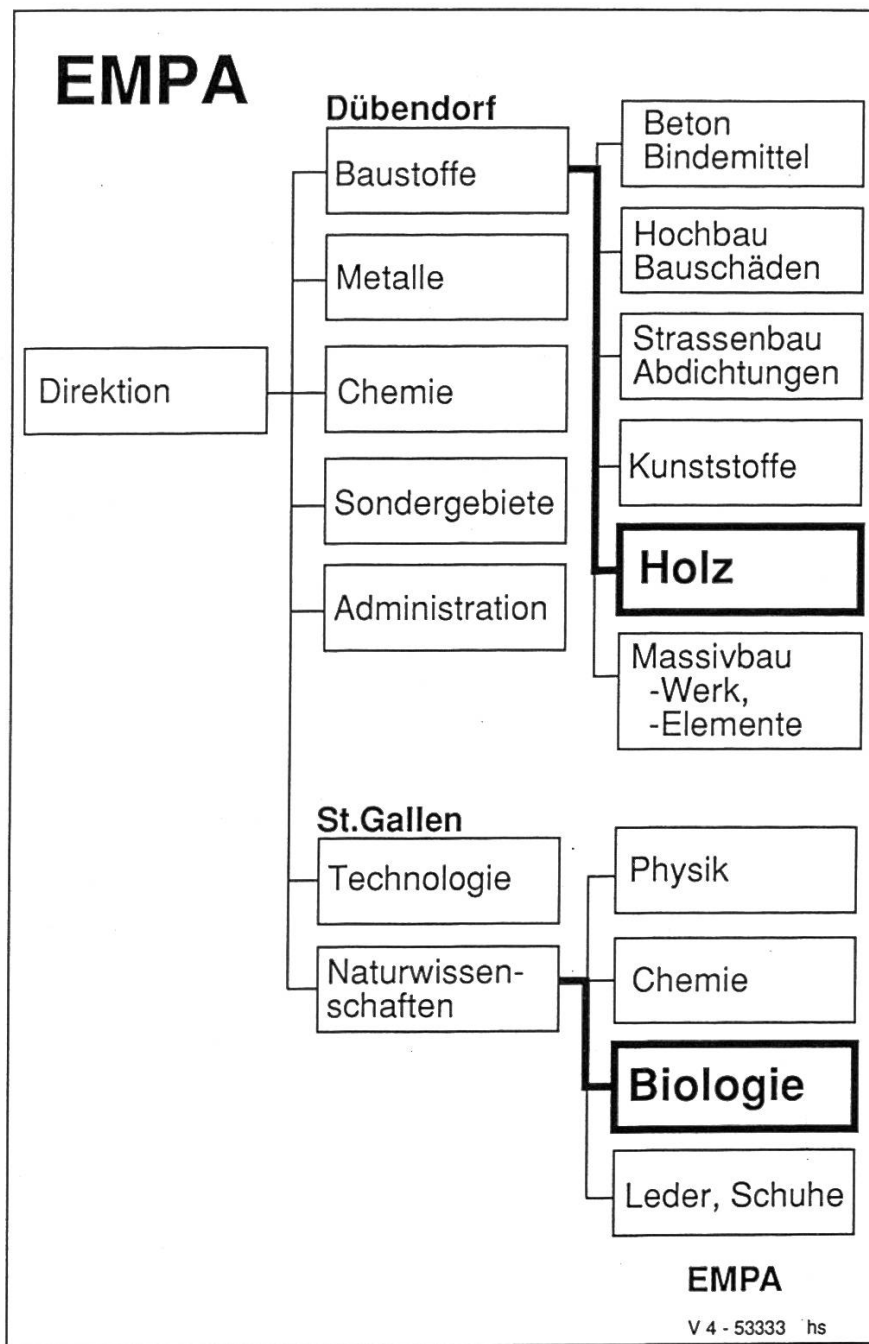 EMPA
Direktion
Dübendorf
Baustoffe
Metalle
Chemie
Sondergebiete
Administration
Beton
Bindemittel
Hochbau
Bauschäden
Strassenbau
Abdichtungen
Kunststoffe
Holz
Massivbau
-Werk,
-Elemente
St.Gallen
Technologie
Naturwissen-
schaften
Physik
Chemie
Biologie
Leder, Schuhe
EMPA
V 4 - 53333 hs